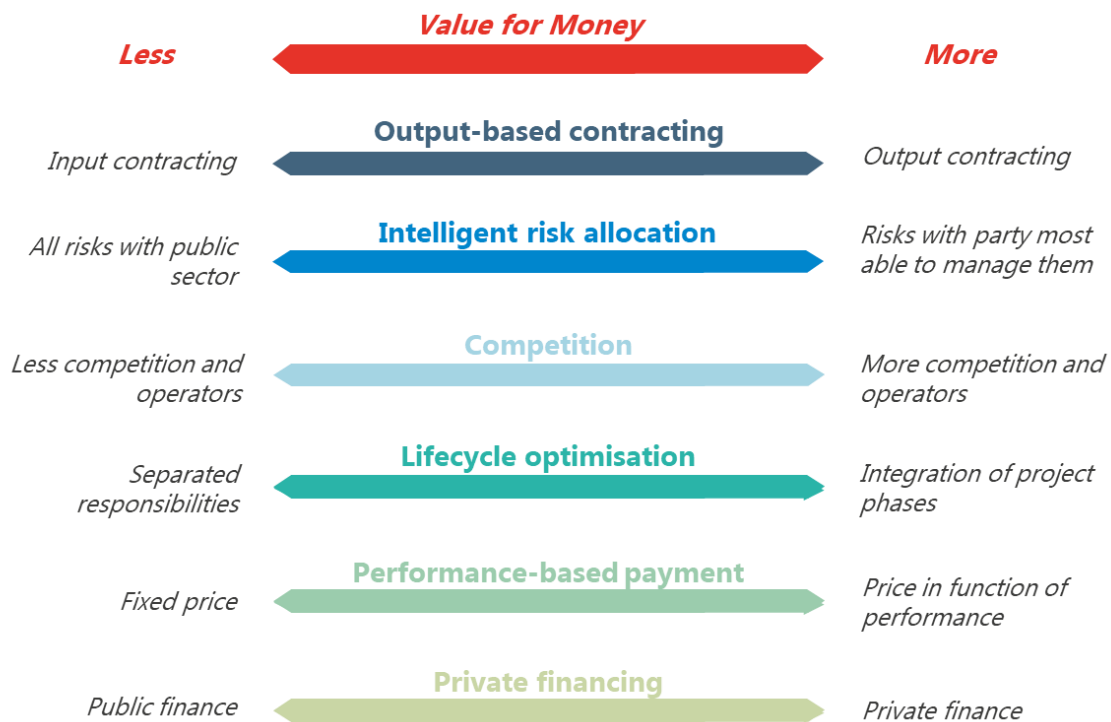 Value for Money
Less
More
Output-based contracting
Input contracting
Output contracting
Intelligent risk allocation
All risks with public
sector
Risks with party most
able to manage them
Competition
Less competition and
operators
More competition and
operators
Lifecycle optimisation
Separated
responsibilities
Integration of project
phases
Performance-based payment
Fixed price
Price in function of
performance
Private financing
Public finance
Private finance